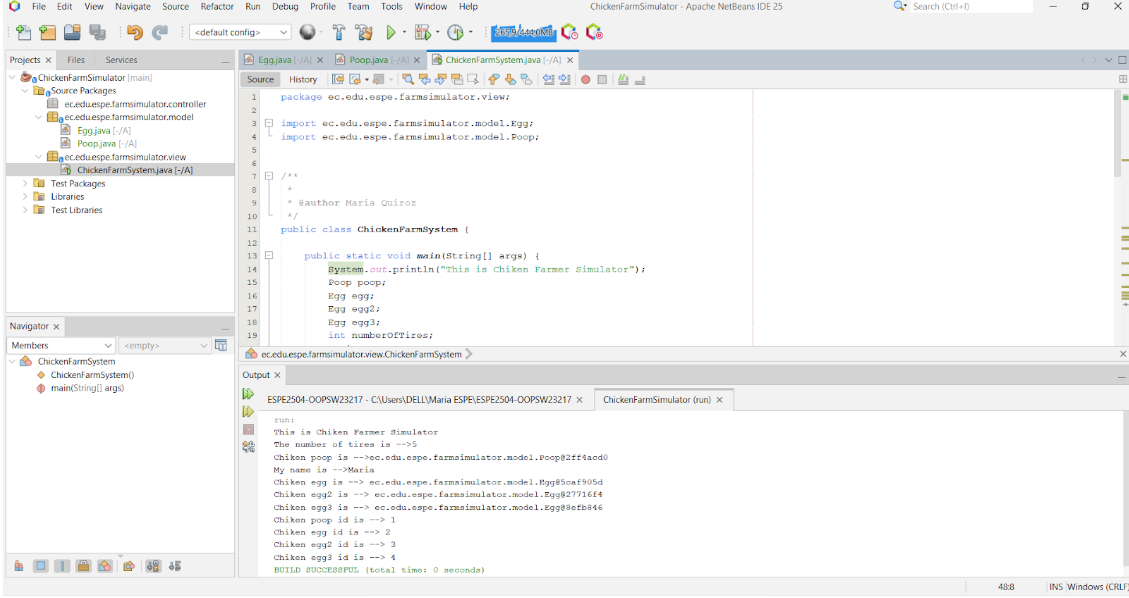 File Edit View Navigate Source Refactor Run Debug Profile Team Tools Window Help
ChickenFarmSimulator - Apache NetBeans IDE 25
Search (Ctrl+I)
<default config>
Projects
Files
Services
ChickenFarmSimulator [main]
Source Packages
ec.edu.espe.farmsimulator.controller
ec.edu.espe.farmsimulator.model
Egg.java [-/A]
Poop.java [-/A]
ec.edu.espe.farmsimulator.view
ChickenFarmSystem.java [-/A]
Test Packages
Libraries
Test Libraries
Navigator
Members
<empty>
ChickenFarmSystem
ChickenFarmSystem()
main(String[] args)
Egg.java [-/A]
Poop.java [-/A]
ChickenFarmSystem.java [-/A]
Source
History
1 package ec.edu.espe.farmsimulator.view;
2
3 import ec.edu.espe.farmsimulator.model.Egg;
4 import ec.edu.espe.farmsimulator.model.Poop;
5
6
7 /**
8 *
9 * @author Maria Quiroz
10 */
11 public class ChickenFarmSystem {
12
13 public static void main(String[] args) {
14 System.out.println("This is Chiken Farmer Simulator");
15 Poop poop;
16 Egg egg;
17 Egg egg2;
18 Egg egg3;
19 int numberOfTires;
ec.edu.espe.farmsimulator.view.ChickenFarmSystem
Output
ESPE2504-OOPSW23217 - C:\Users\DELL\Maria ESPE\ESPE2504-OOPSW23217
ChickenFarmSimulator (run)
run:
This is Chiken Farmer Simulator
The number of tires is -->5
Chiken poop is -->ec.edu.espe.farmsimulator.model.Poop@2ff4acd0
My name is -->Maria
Chiken egg is --> ec.edu.espe.farmsimulator.model.Egg@5caf905d
Chiken egg2 is --> ec.edu.espe.farmsimulator.model.Egg@27716f4
Chiken egg3 is --> ec.edu.espe.farmsimulator.model.Egg@8efb846
Chiken poop id is --> 1
Chiken egg id is --> 2
Chiken egg2 id is --> 3
Chiken egg3 id is --> 4
BUILD SUCCESSFUL (total time: 0 seconds)
48:8
INS
Windows (CRLF)